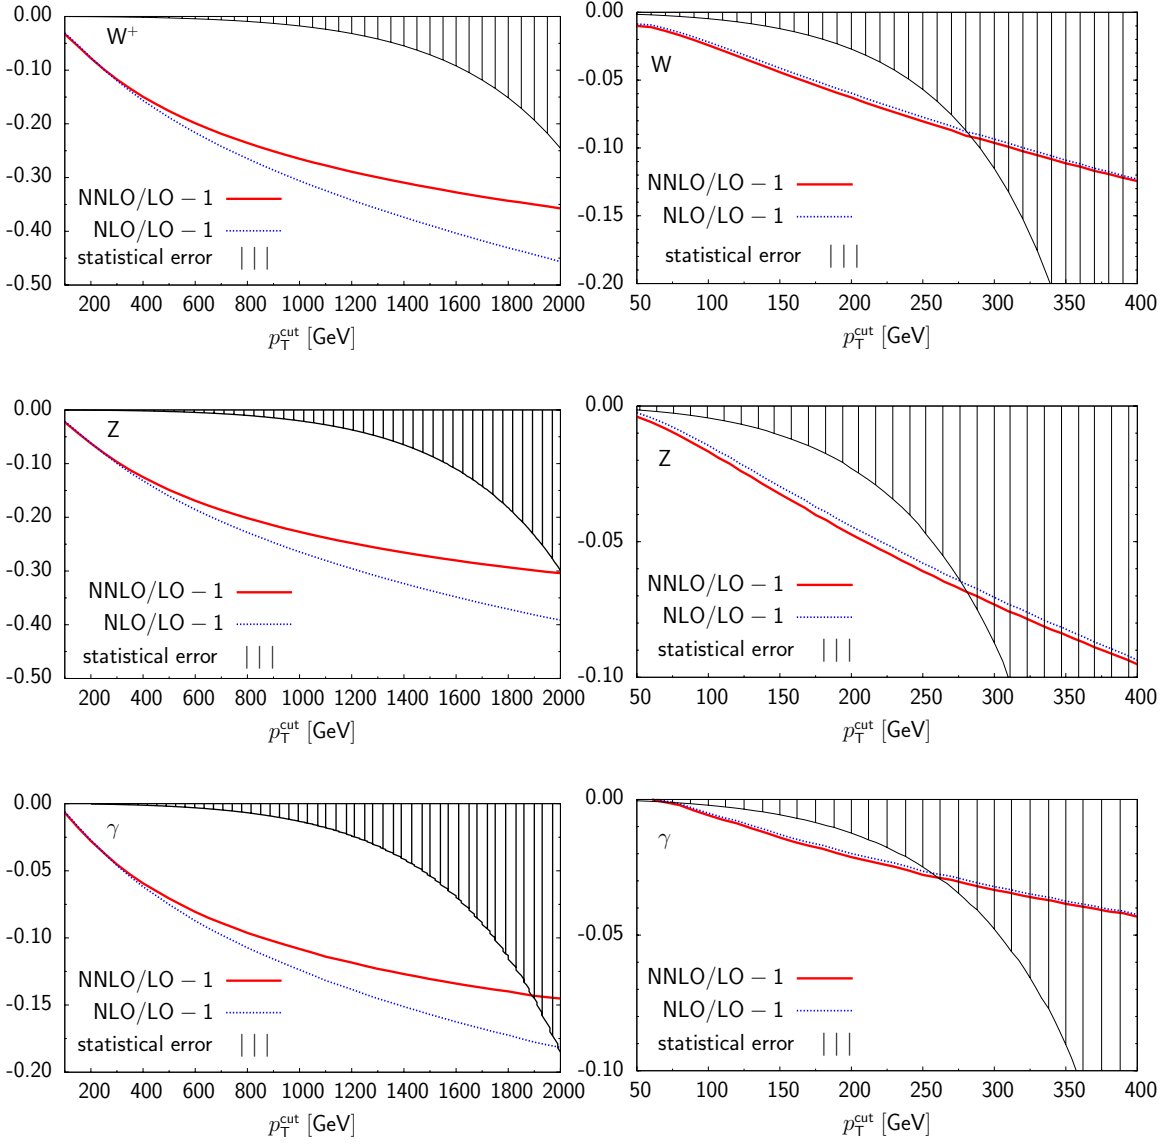 0.00
-0.10
-0.20
-0.30
-0.40
-0.50
W+
NNLO/LO − 1
NLO/LO − 1
statistical error
200 400 600 800 1000 1200 1400 1600 1800 2000
p_T^cut [GeV]
0.00
-0.05
-0.10
-0.15
-0.20
W
NNLO/LO − 1
NLO/LO − 1
statistical error
50 100 150 200 250 300 350 400
p_T^cut [GeV]
0.00
-0.10
-0.20
-0.30
-0.40
-0.50
Z
NNLO/LO − 1
NLO/LO − 1
statistical error
200 400 600 800 1000 1200 1400 1600 1800 2000
p_T^cut [GeV]
0.00
-0.05
-0.10
Z
NNLO/LO − 1
NLO/LO − 1
statistical error
50 100 150 200 250 300 350 400
p_T^cut [GeV]
0.00
-0.05
-0.10
-0.15
-0.20
γ
NNLO/LO − 1
NLO/LO − 1
statistical error
200 400 600 800 1000 1200 1400 1600 1800 2000
p_T^cut [GeV]
0.00
-0.05
-0.10
γ
NNLO/LO − 1
NLO/LO − 1
statistical error
50 100 150 200 250 300 350 400
p_T^cut [GeV]